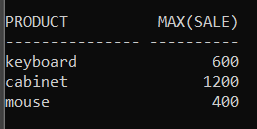 PRODUCT         MAX(SALE)
--------------- ----------
keyboard               600
cabinet               1200
mouse                  400